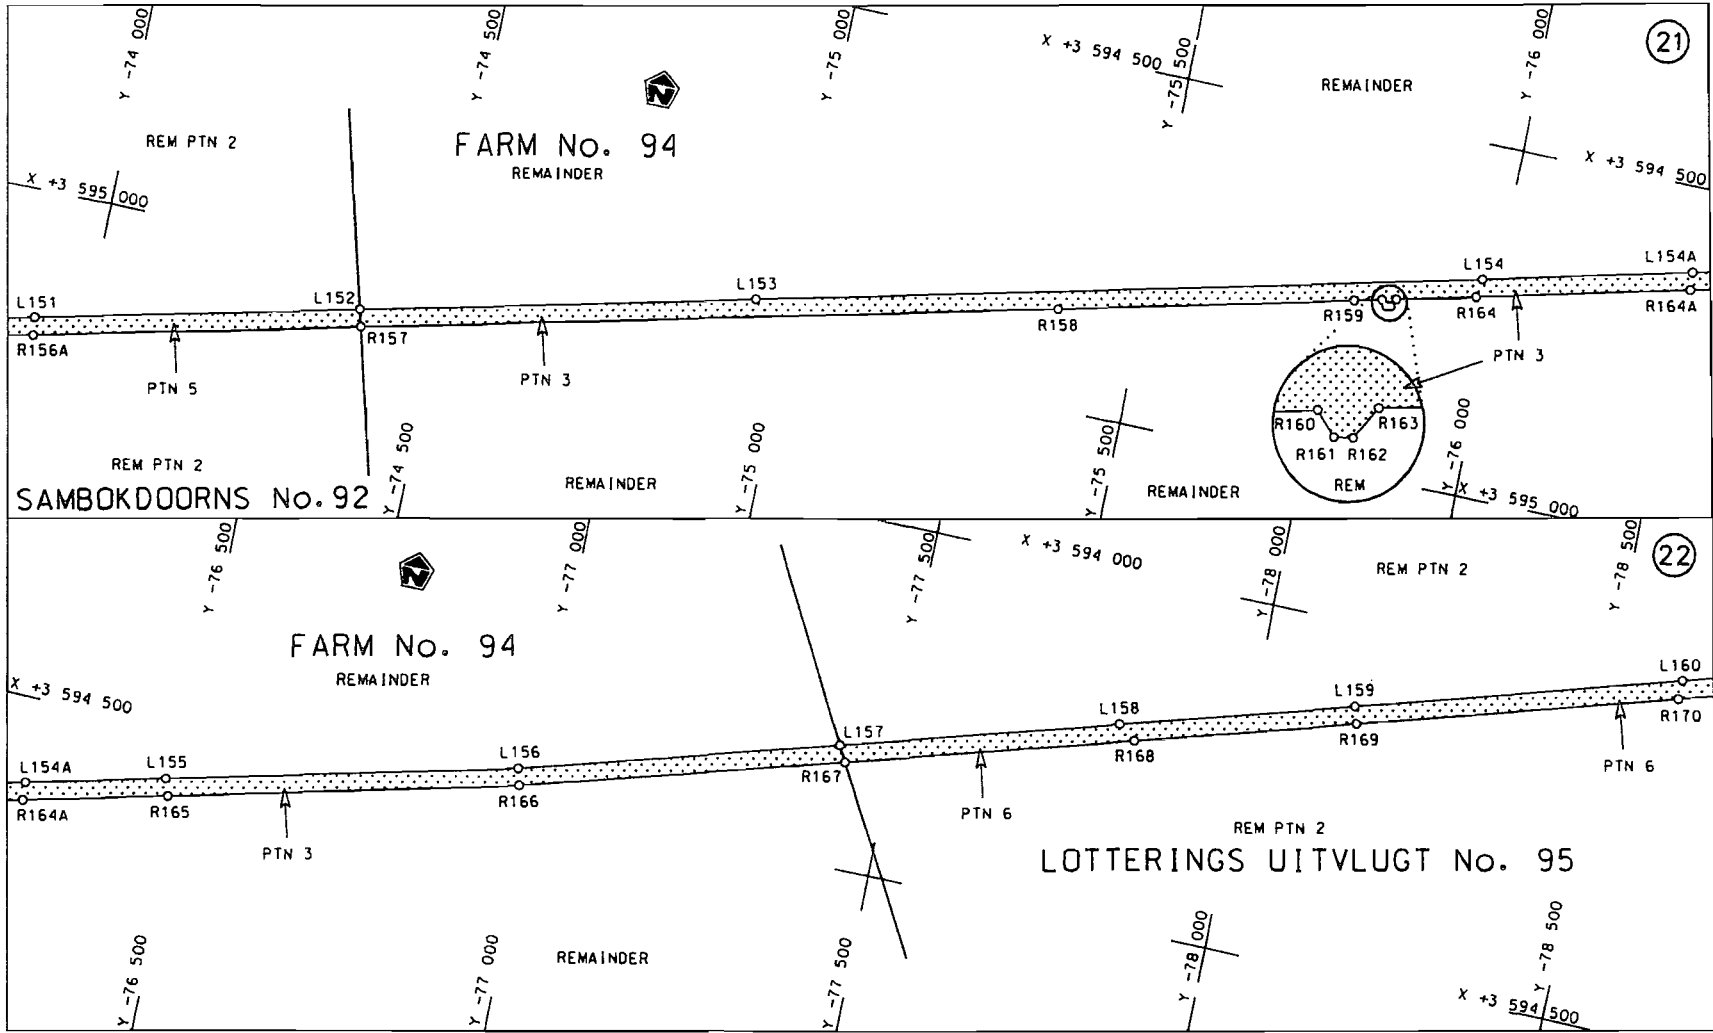 Y -74 000
Y -74 500
Y -75 000
X +3 594 500
Y -75 500
REMAINDER
Y -76 000
21
REM PTN 2
FARM No. 94
REMAINDER
N
X +3 594 500
X +3 595 000
L151
L152
L153
L154
L154A
R156A
R157
R158
R159
R164
R164A
PTN 5
PTN 3
PTN 3
R160
R163
R161
R162
REM
REM PTN 2
SAMBOKDOORNS No. 92
Y -74 500
REMAINDER
Y -75 000
Y -75 500
REMAINDER
Y -76 000
X +3 595 000
Y -76 500
N
Y -77 000
Y -77 500
X +3 594 000
Y -78 000
REM PTN 2
Y -78 500
22
FARM No. 94
REMAINDER
X +3 594 500
L154A
L155
L156
L157
L158
L159
L160
R164A
R165
R166
R167
R168
R169
R170
PTN 3
PTN 6
PTN 6
REM PTN 2
LOTTERINGS UITVLUGT No. 95
Y -76 500
Y -77 000
REMAINDER
Y -77 500
Y -78 000
X +3 594 500
Y -78 500